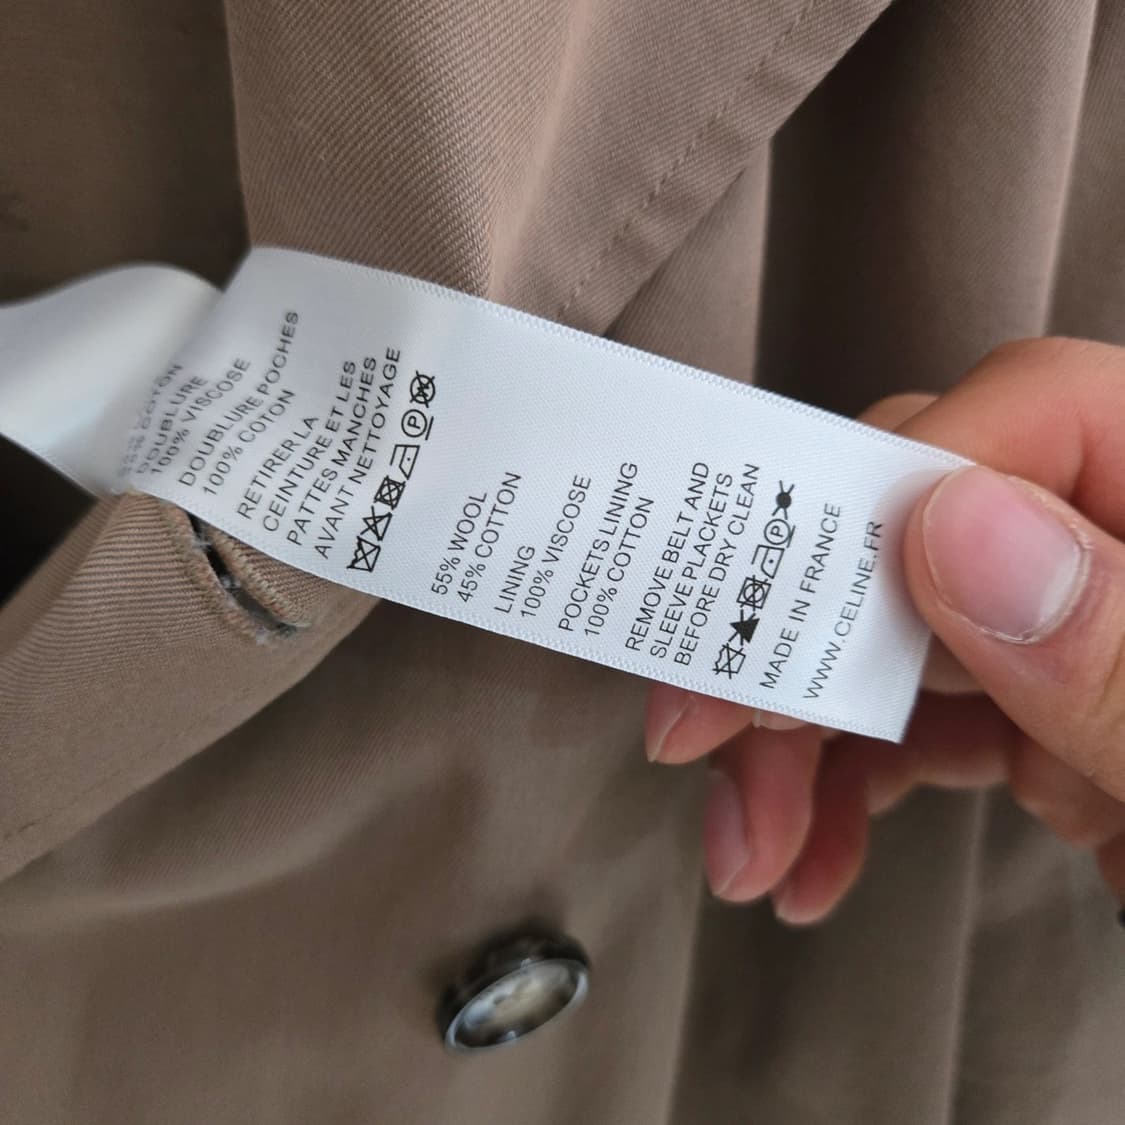 COTON
DOUBLURE
100% VISCOSE
DOUBLURE POCHES
100% COTON
RETIRER LA
CEINTURE ET LES
PATTES MANCHES
AVANT NETTOYAGE
P
55% WOOL
45% COTTON
LINING
100% VISCOSE
POCKETS LINING
100% COTTON
REMOVE BELT AND
SLEEVE PLACKETS
BEFORE DRY CLEAN
P
MADE IN FRANCE
WWW.CELINE.FR